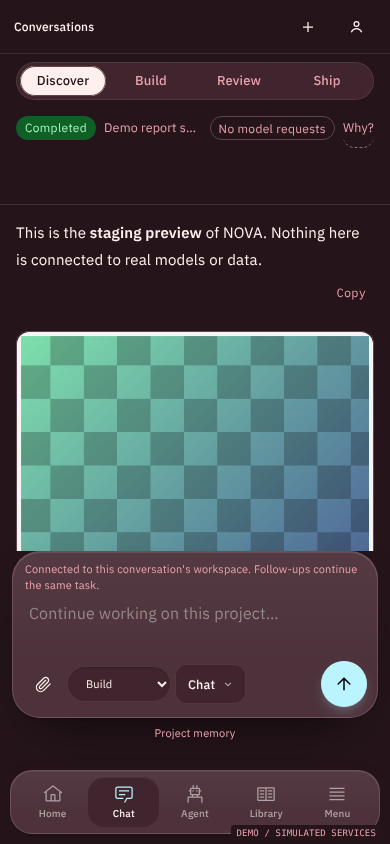 Conversations
Discover
Build
Review
Ship
Completed
Demo report s...
No model requests
Why?
This is the staging preview of NOVA. Nothing here
is connected to real models or data.
Copy
Connected to this conversation's workspace. Follow-ups continue
the same task.
Continue working on this project...
Build
Chat
Project memory
Home
Chat
Agent
Library
Menu
DEMO / SIMULATED SERVICES